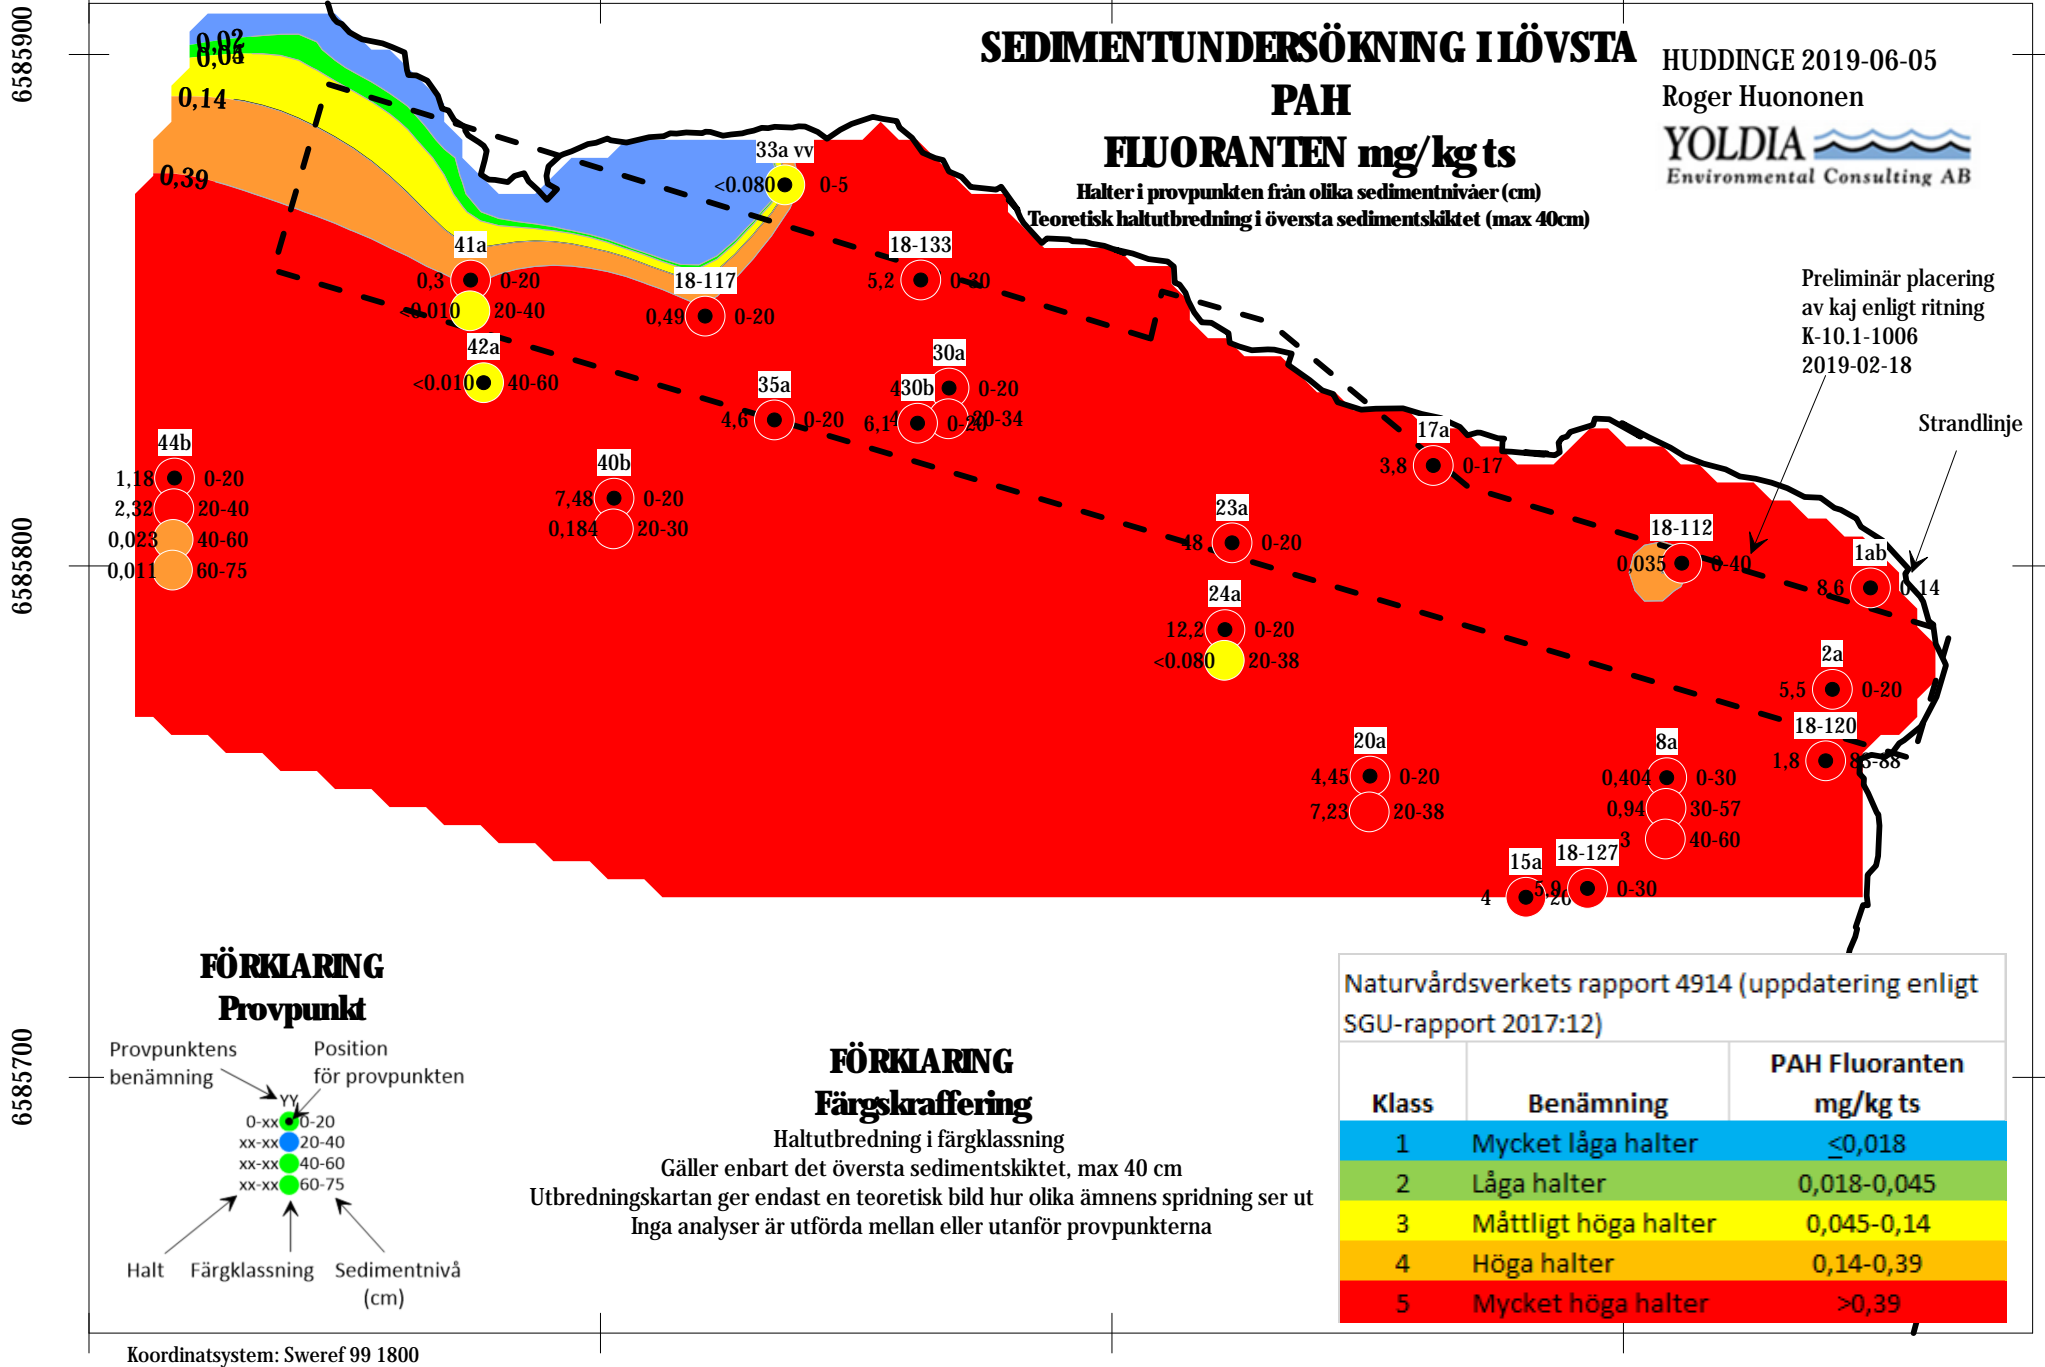 SEDIMENTUNDERSÖKNING I LÖVSTA
PAH
FLUORANTEN mg/kg ts
Halter i provpunkten från olika sedimentnivåer (cm)
Teoretisk haltutbredning i översta sedimentskiktet (max 40cm)
HUDDINGE 2019-06-05
Roger Huononen
YOLDIA
Environmental Consulting AB
6585900
6585800
6585700
0,02
0,14
0,39
33a vv
<0.080 0-5
41a
0,3 0-20
<0.010 20-40
18-117
0,49 0-20
18-133
5,2 0-30
42a
<0.010 40-60
35a
4,6 0-20
30a
0-20
20-34
430b
6,1 0-20
44b
1,18 0-20
2,32 20-40
0,023 40-60
0,011 60-75
40b
7,48 0-20
0,184 20-30
17a
3,8 0-17
23a
48 0-20
24a
12,2 0-20
<0.080 20-38
18-112
0,035 0-40
1ab
8,6 0-14
2a
5,5 0-20
18-120
1,8 86-88
20a
4,45 0-20
7,23 20-38
8a
0,404 0-30
0,94 30-57
3 40-60
15a
4
18-127
5,9 0-30
Preliminär placering
av kaj enligt ritning
K-10.1-1006
2019-02-18
Strandlinje
FÖRKLARING
Provpunkt
Provpunktens
benämning
Position
för provpunkten
YY
0-xx 0-20
xx-xx 20-40
xx-xx 40-60
xx-xx 60-75
Halt Färgklassning Sedimentnivå
(cm)
FÖRKLARING
Färgskraffering
Haltutbredning i färgklassning
Gäller enbart det översta sedimentskiktet, max 40 cm
Utbredningskartan ger endast en teoretisk bild hur olika ämnens spridning ser ut
Inga analyser är utförda mellan eller utanför provpunkterna
Naturvårdsverkets rapport 4914 (uppdatering enligt
SGU-rapport 2017:12)
Klass Benämning PAH Fluoranten
mg/kg ts
1 Mycket låga halter ≤0,018
2 Låga halter 0,018-0,045
3 Måttligt höga halter 0,045-0,14
4 Höga halter 0,14-0,39
5 Mycket höga halter >0,39
Koordinatsystem: Sweref 99 1800